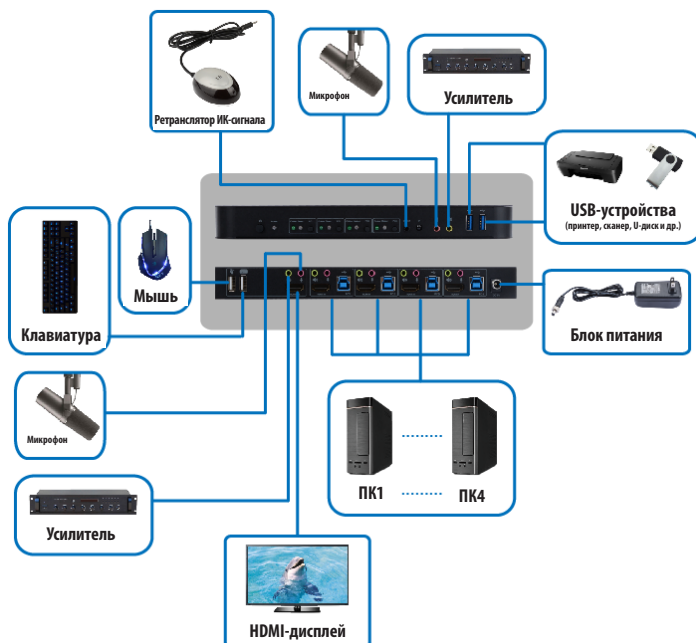 Ретранслятор ИК-сигнала
Микрофон
Усилитель
USB-устройства
(принтер, сканер, U-диск и др.)
Клавиатура
Мышь
Блок питания
Микрофон
ПК1
ПК4
Усилитель
HDMI-дисплей